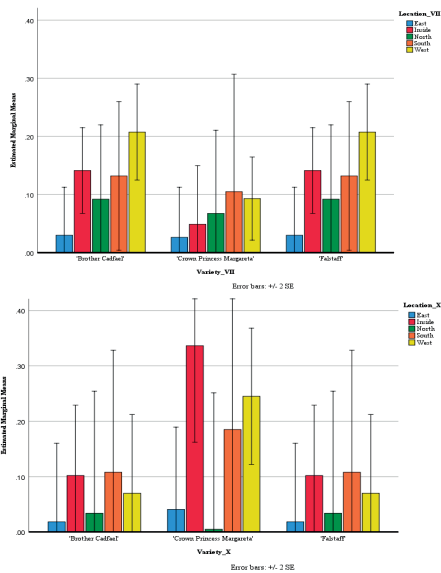 Location_VII
East
Inside
North
South
West
.40
.30
.20
.10
.00
Estimated Marginal Means
'Brother Cadfael'
'Crown Princess Margareta'
'Falstaff'
Variety_VII
Error bars: +/- 2 SE
Location_X
East
Inside
North
South
West
.40
.30
.20
.10
.00
Estimated Marginal Means
'Brother Cadfael'
'Crown Princess Margareta'
'Falstaff'
Variety_X
Error bars: +/- 2 SE